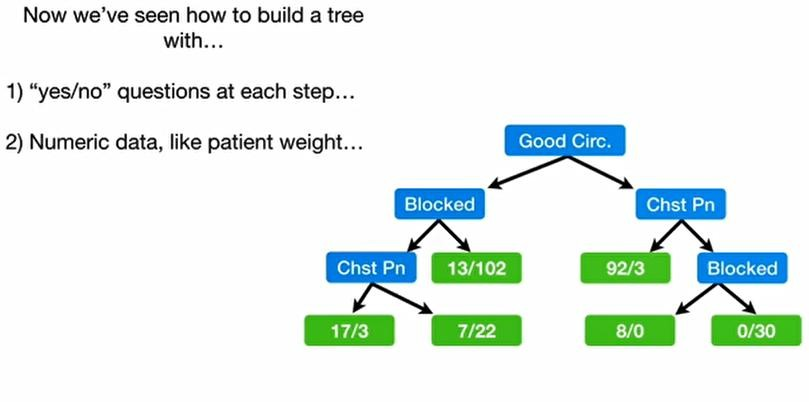 Now we've seen how to build a tree
with…
1) “yes/no” questions at each step…
2) Numeric data, like patient weight…
Good Circ.
Blocked
Chst Pn
Chst Pn
13/102
92/3
Blocked
17/3
7/22
8/0
0/30